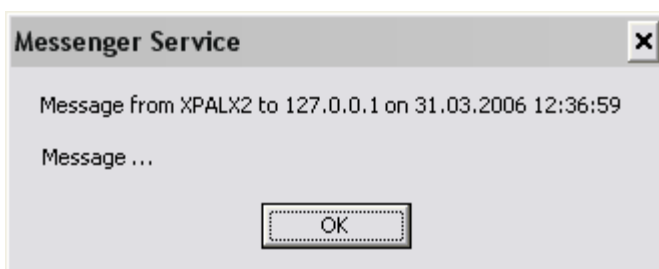 Messenger Service
Message from XPALX2 to 127.0.0.1 on 31.03.2006 12:36:59
Message ...
OK